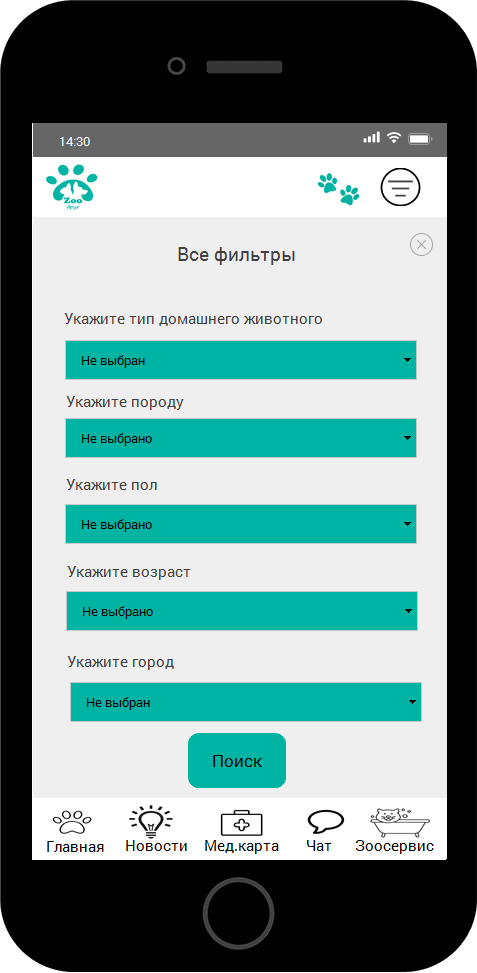 14:30
Zoo
друг
Все фильтры
Укажите тип домашнего животного
Не выбран
Укажите породу
Не выбрано
Укажите пол
Не выбрано
Укажите возраст
Не выбрано
Укажите город
Не выбран
Поиск
Главная Новости Мед.карта Чат Зоосервис